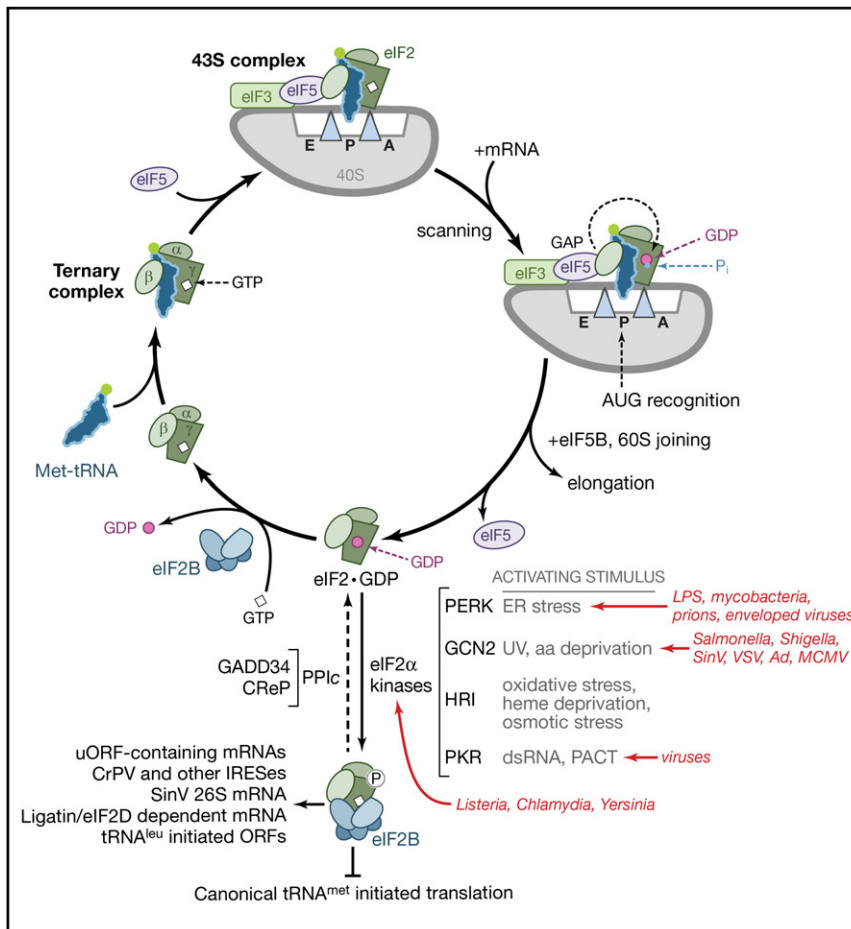 43S complex
eIF2
eIF3
eIF5
E P A
40S
+mRNA
scanning
eIF5
GAP
GDP
eIF3
eIF5
Pi
E P A
AUG recognition
α
β
γ
Ternary
complex
GTP
+eIF5B, 60S joining
elongation
eIF5
Met-tRNA
α
β
γ
GDP
eIF2B
GTP
GDP
eIF2•GDP
GADD34
CReP
PPIc
eIF2α
kinases
ACTIVATING STIMULUS
PERK ER stress
LPS, mycobacteria,
prions, enveloped viruses
GCN2 UV, aa deprivation
Salmonella, Shigella,
SinV, VSV, Ad, MCMV
HRI
oxidative stress,
heme deprivation,
osmotic stress
PKR dsRNA, PACT
viruses
Listeria, Chlamydia, Yersinia
uORF-containing mRNAs
CrPV and other IRESes
SinV 26S mRNA
Ligatin/eIF2D dependent mRNA
tRNAleu initiated ORFs
P
eIF2B
Canonical tRNAmet initiated translation